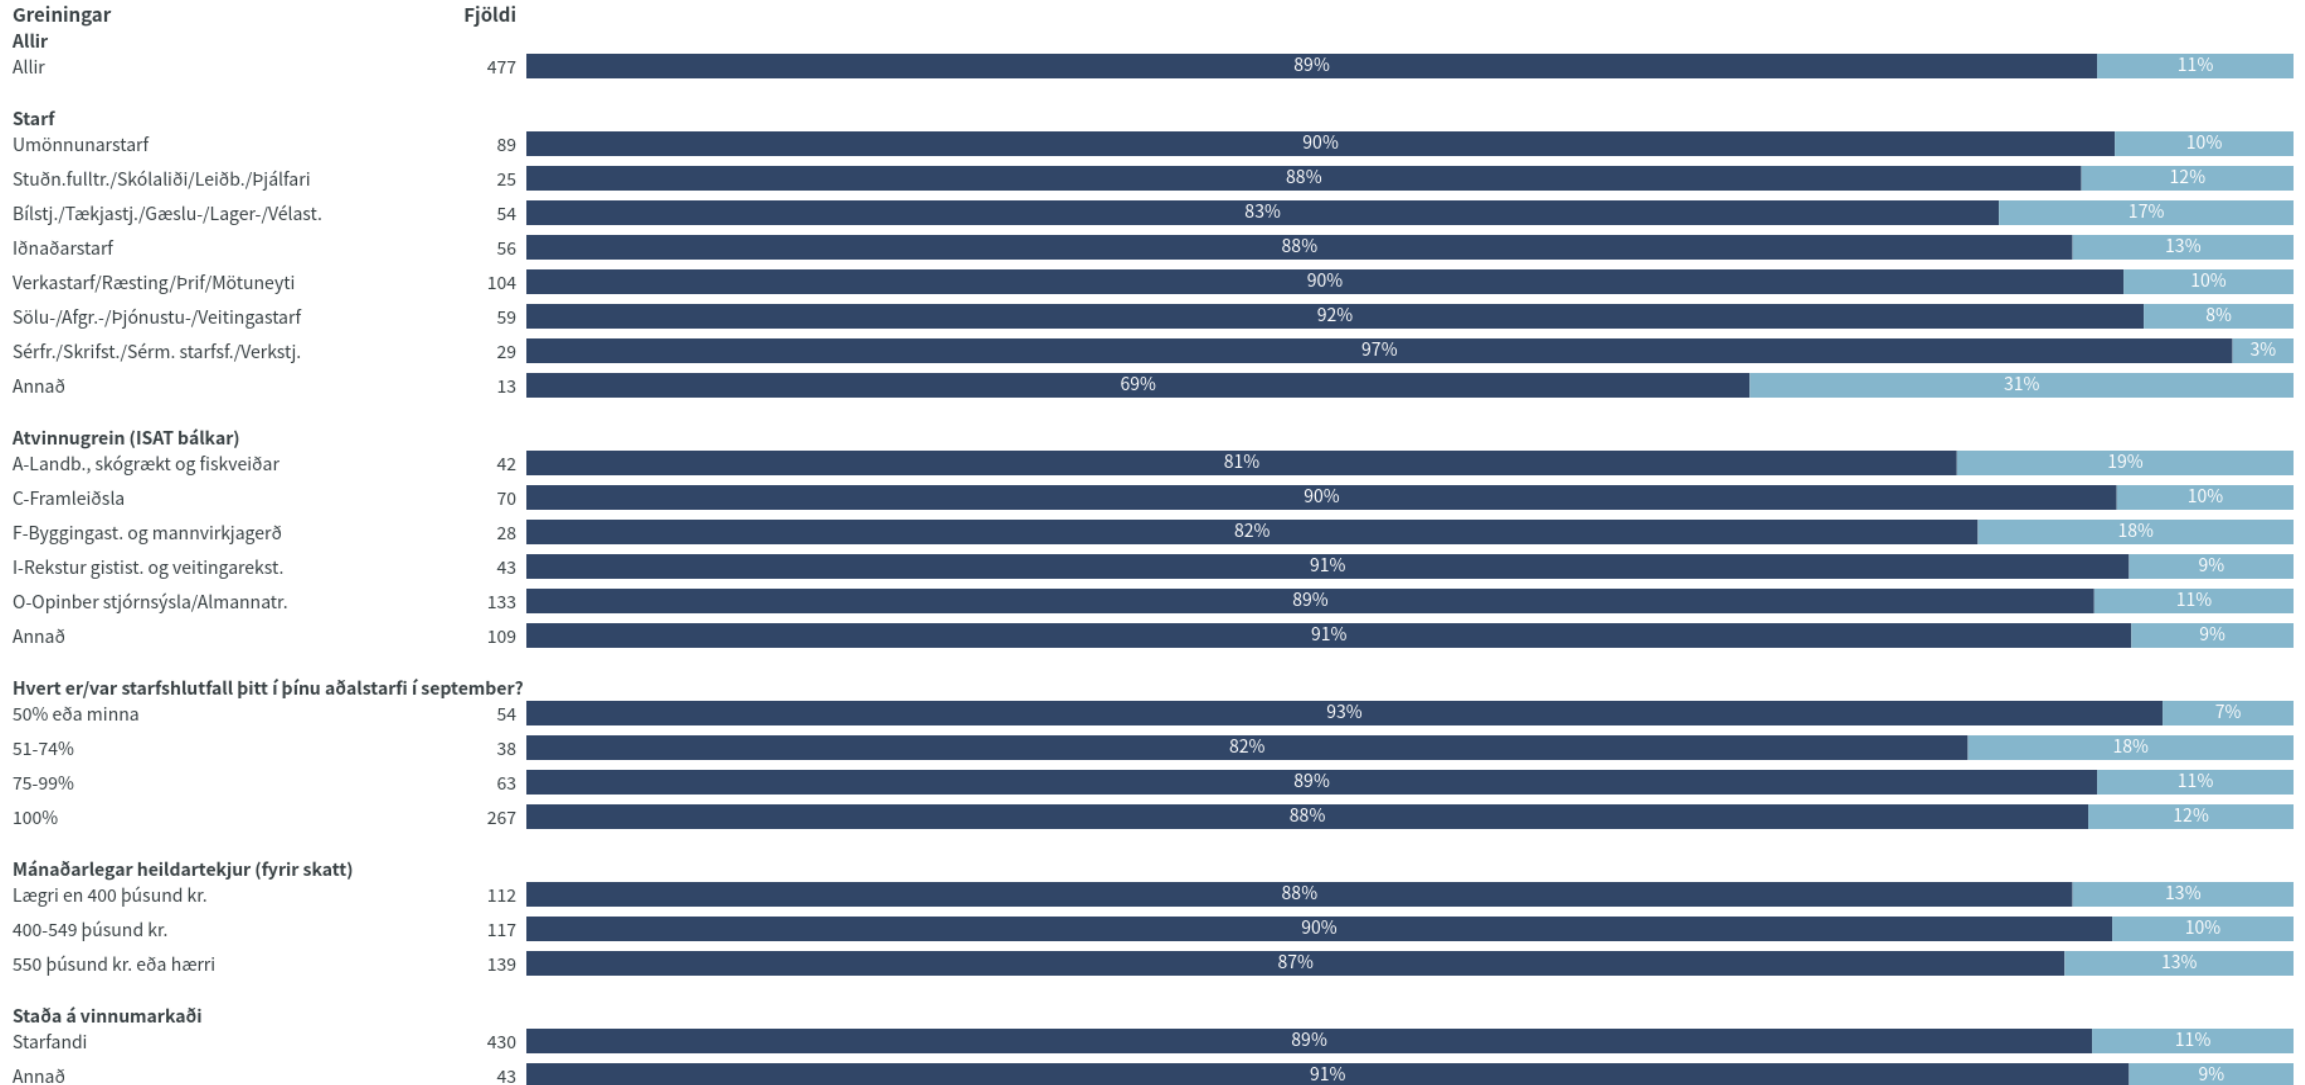 Greiningar Fjöldi
Allir
Allir 477 89% 11%
Starf
Umönnunarstarf 89 90% 10%
Stuðn.fulltr./Skólaliði/Leiðb./Þjálfari 25 88% 12%
Bílstj./Tækjastj./Gæslu-/Lager-/Vélast. 54 83% 17%
Iðnaðarstarf 56 88% 13%
Verkastarf/Ræsting/Þrif/Mötuneyti 104 90% 10%
Sölu-/Afgr.-/Þjónustu-/Veitingastarf 59 92% 8%
Sérfr./Skrifst./Sérm. starfsf./Verkstj. 29 97% 3%
Annað 13 69% 31%
Atvinnugrein (ISAT bálkar)
A-Landb., skógrækt og fiskveiðar 42 81% 19%
C-Framleiðsla 70 90% 10%
F-Byggingast. og mannvirkjagerð 28 82% 18%
I-Rekstur gistist. og veitingarekst. 43 91% 9%
O-Opinber stjórnsýsla/Almannatr. 133 89% 11%
Annað 109 91% 9%
Hvert er/var starfshlutfall þitt í þínu aðalstarfi í september?
50% eða minna 54 93% 7%
51-74% 38 82% 18%
75-99% 63 89% 11%
100% 267 88% 12%
Mánaðarlegar heildartekjur (fyrir skatt)
Lægri en 400 þúsund kr. 112 88% 13%
400-549 þúsund kr. 117 90% 10%
550 þúsund kr. eða hærri 139 87% 13%
Staða á vinnumarkaði
Starfandi 430 89% 11%
Annað 43 91% 9%